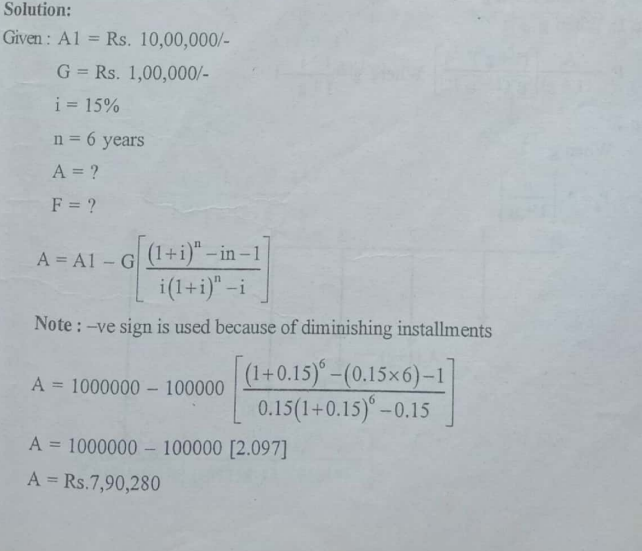 Solution:
Given : A1 = Rs. 10,00,000/-
G = Rs. 1,00,000/-
i = 15%
n = 6 years
A = ?
F = ?
A = A1 – G[((1+i)^n – in – 1)/(i(1+i)^n – i)]
Note : –ve sign is used because of diminishing installments
A = 1000000 – 100000 [((1+0.15)^6 – (0.15×6) – 1)/(0.15(1+0.15)^6 – 0.15)]
A = 1000000 – 100000 [2.097]
A = Rs.7,90,280